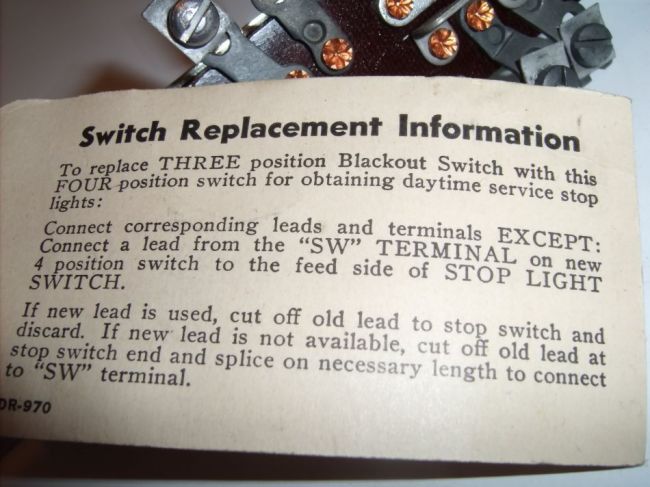 Switch Replacement Information
To replace THREE position Blackout Switch with this
FOUR position switch for obtaining daytime service stop
lights:
Connect corresponding leads and terminals EXCEPT:
Connect a lead from the "SW" TERMINAL on new
4 position switch to the feed side of STOP LIGHT
SWITCH.
If new lead is used, cut off old lead to stop switch and
discard. If new lead is not available, cut off old lead at
stop switch end and splice on necessary length to connect
to "SW" terminal.
DR-970